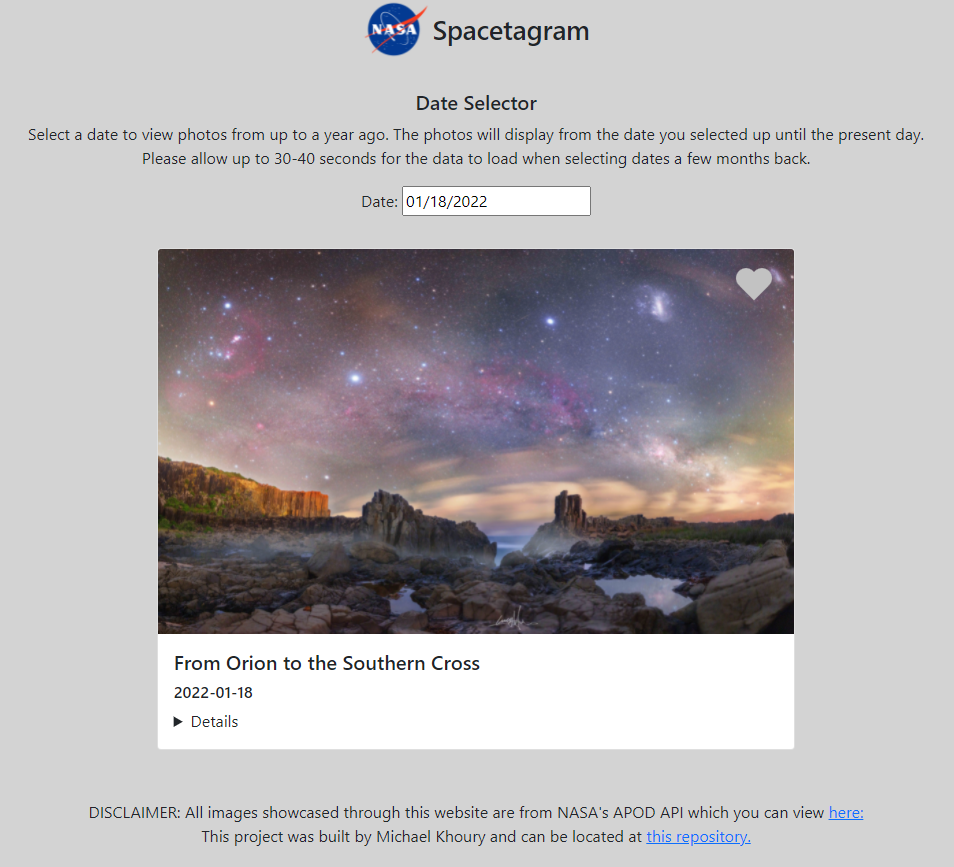 NASA
Spacetagram
Date Selector
Select a date to view photos from up to a year ago. The photos will display from the date you selected up until the present day.
Please allow up to 30-40 seconds for the data to load when selecting dates a few months back.
Date: 01/18/2022
From Orion to the Southern Cross
2022-01-18
Details
DISCLAIMER: All images showcased through this website are from NASA's APOD API which you can view here:
This project was built by Michael Khoury and can be located at this repository.